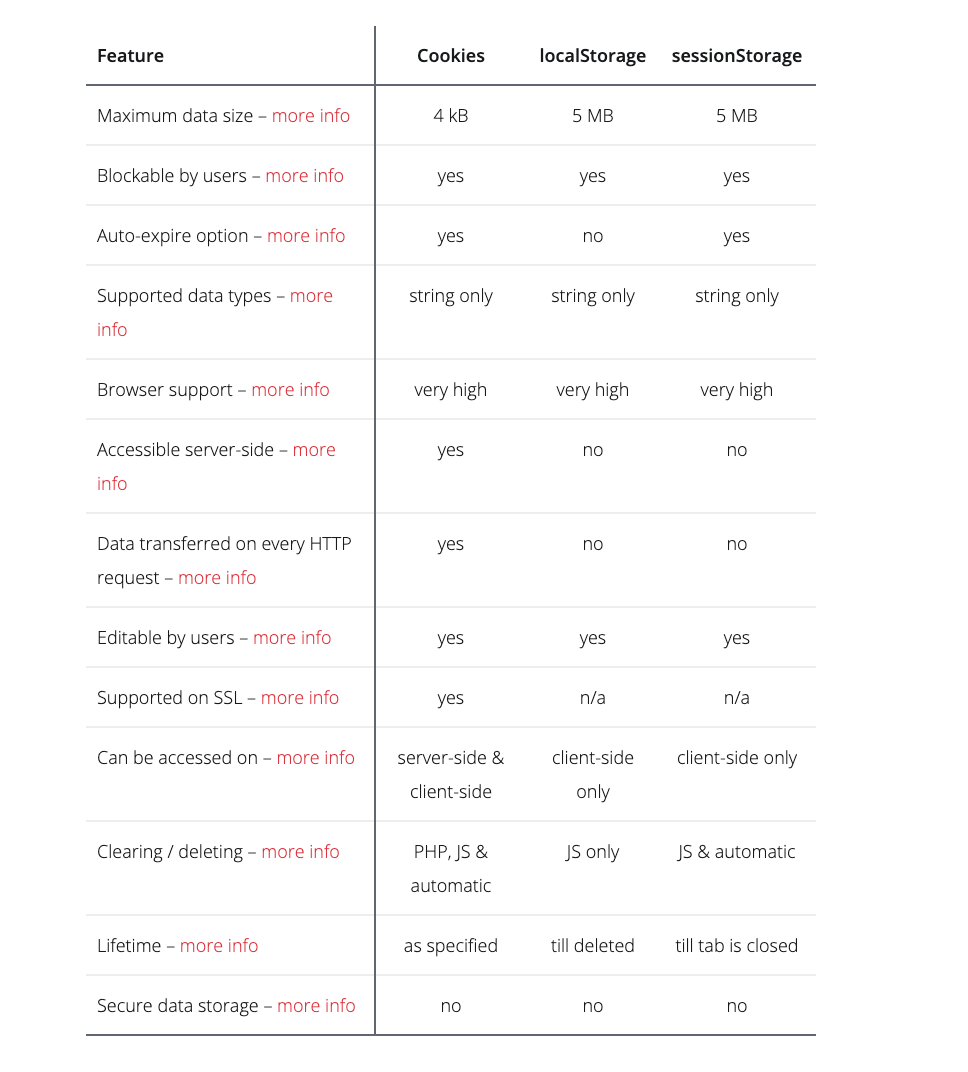 Feature Cookies localStorage sessionStorage
Maximum data size – more info 4 kB 5 MB 5 MB
Blockable by users – more info yes yes yes
Auto-expire option – more info yes no yes
Supported data types – more string only string only string only
info
Browser support – more info very high very high very high
Accessible server-side – more yes no no
info
Data transferred on every HTTP yes no no
request – more info
Editable by users – more info yes yes yes
Supported on SSL – more info yes n/a n/a
Can be accessed on – more info server-side & client-side client-side only
client-side only
Clearing / deleting – more info PHP, JS & JS only JS & automatic
automatic
Lifetime – more info as specified till deleted till tab is closed
Secure data storage – more info no no no